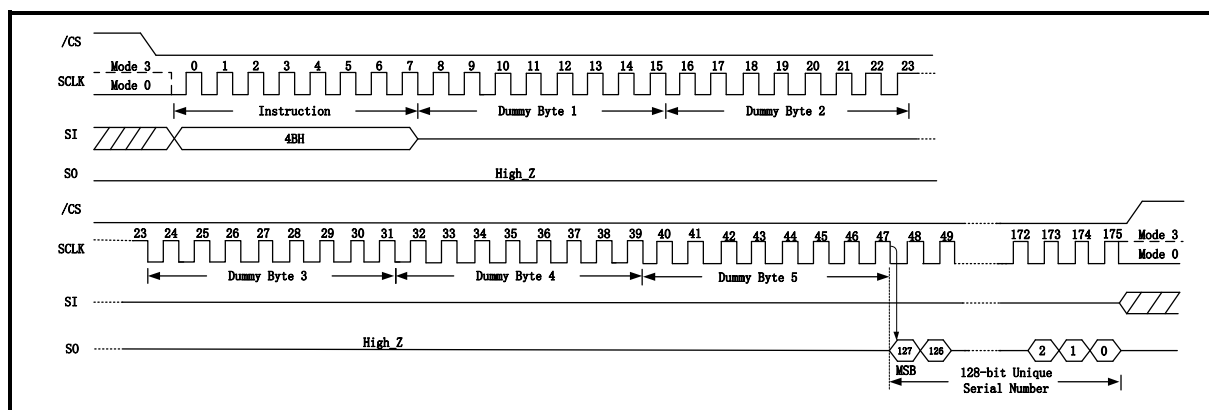 /CS
Mode 3 0 1 2 3 4 5 6 7 8 9 10 11 12 13 14 15 16 17 18 19 20 21 22 23
SCLK Mode 0
Instruction Dummy Byte 1 Dummy Byte 2
SI 4BH
SO High_Z
/CS
23 24 25 26 27 28 29 30 31 32 33 34 35 36 37 38 39 40 41 42 43 44 45 46 47 48 49 172 173 174 175 Mode 3
SCLK Mode 0
Dummy Byte 3 Dummy Byte 4 Dummy Byte 5
SI
SO High_Z 127 126 2 1 0
MSB 128-bit Unique
Serial Number